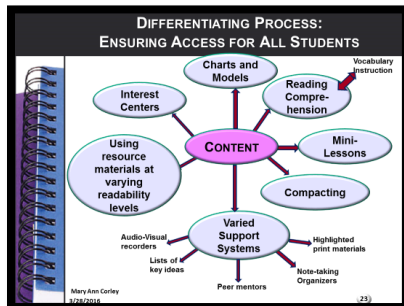 DIFFERENTIATING PROCESS:
ENSURING ACCESS FOR ALL STUDENTS
Charts and
Models
Vocabulary
Instruction
Reading
Compre-
hension
Interest
Centers
CONTENT
Mini-
Lessons
Using
resource
materials at
varying
readability
levels
Compacting
Varied
Support
Systems
Audio-Visual
recorders
Lists of
key ideas
Peer mentors
Note-taking
Organizers
Highlighted
print materials
Mary Ann Corley
3/28/2016
23